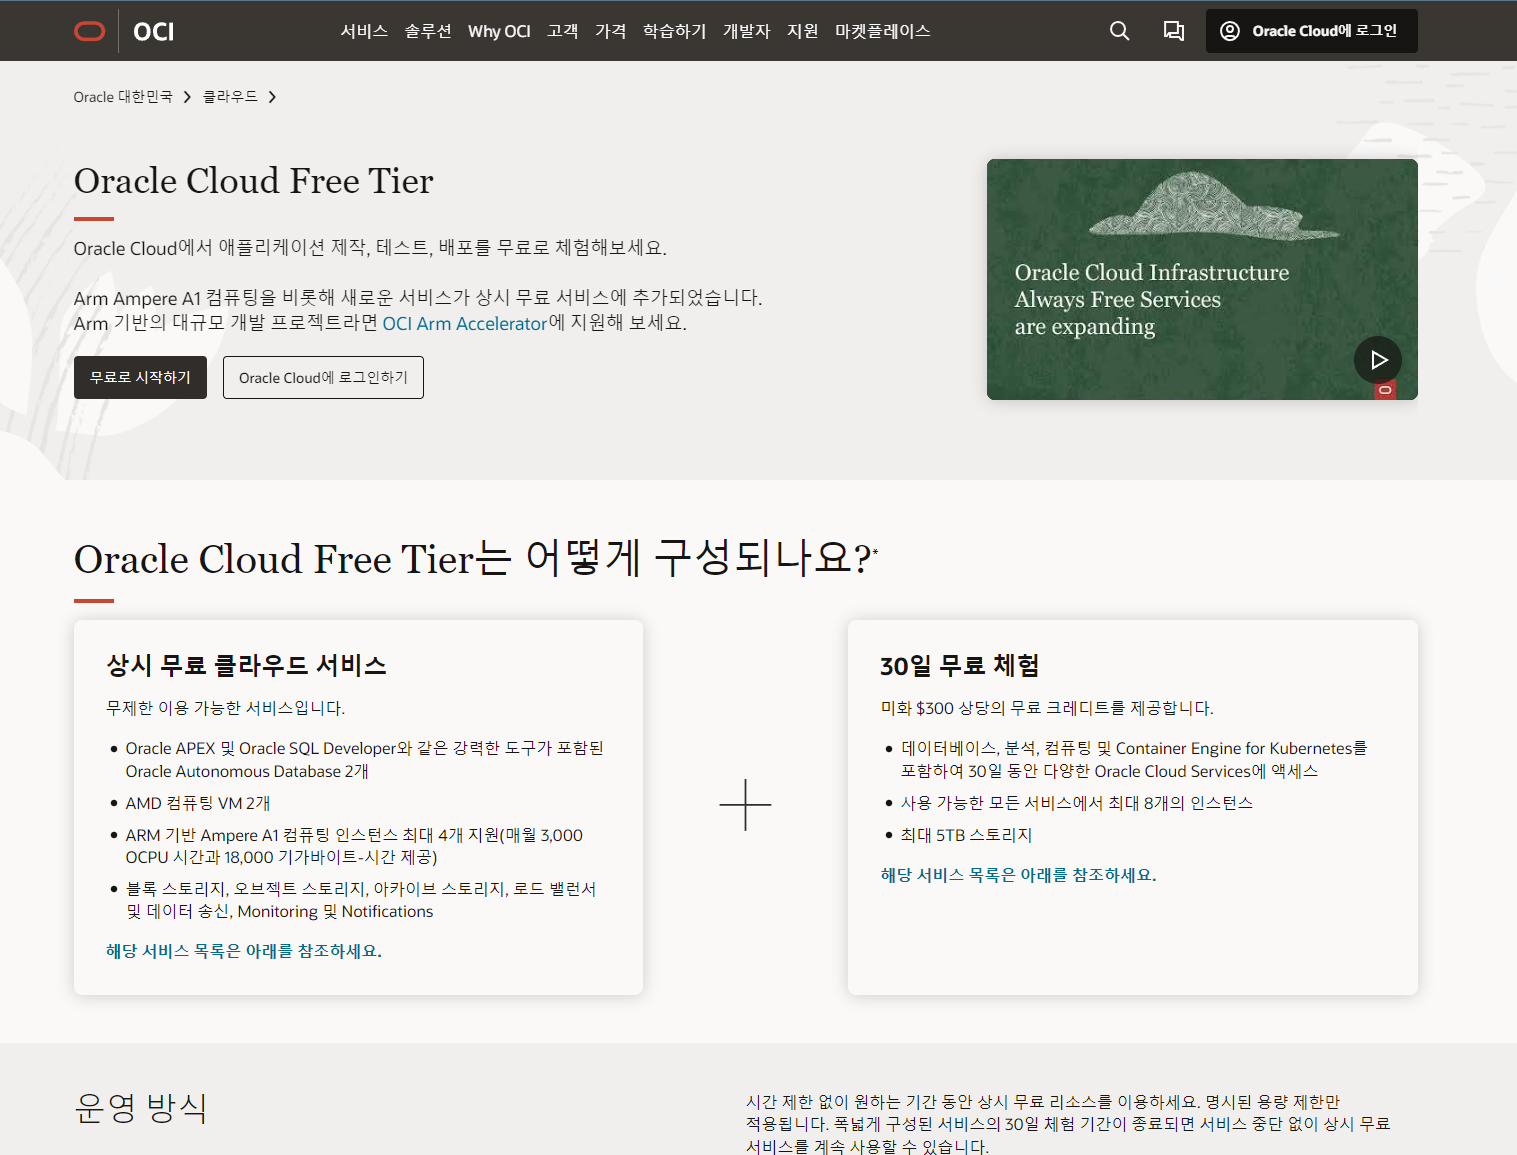 OCI
서비스 솔루션 Why OCI 고객 가격 학습하기 개발자 지원 마켓플레이스
Oracle Cloud에 로그인
Oracle 대한민국 클라우드
Oracle Cloud Free Tier
Oracle Cloud에서 애플리케이션 제작, 테스트, 배포를 무료로 체험해보세요.
Arm Ampere A1 컴퓨팅을 비롯해 새로운 서비스가 상시 무료 서비스에 추가되었습니다.
Arm 기반의 대규모 개발 프로젝트라면 OCI Arm Accelerator에 지원해 보세요.
무료로 시작하기
Oracle Cloud에 로그인하기
Oracle Cloud Infrastructure
Always Free Services
are expanding
Oracle Cloud Free Tier는 어떻게 구성되나요?*
상시 무료 클라우드 서비스
무제한 이용 가능한 서비스입니다.
Oracle APEX 및 Oracle SQL Developer와 같은 강력한 도구가 포함된
Oracle Autonomous Database 2개
AMD 컴퓨팅 VM 2개
ARM 기반 Ampere A1 컴퓨팅 인스턴스 최대 4개 지원(매월 3,000
OCPU 시간과 18,000 기가바이트-시간 제공)
블록 스토리지, 오브젝트 스토리지, 아카이브 스토리지, 로드 밸런서
및 데이터 송신, Monitoring 및 Notifications
해당 서비스 목록은 아래를 참조하세요.
30일 무료 체험
미화 $300 상당의 무료 크레디트를 제공합니다.
데이터베이스, 분석, 컴퓨팅 및 Container Engine for Kubernetes를
포함하여 30일 동안 다양한 Oracle Cloud Services에 액세스
사용 가능한 모든 서비스에서 최대 8개의 인스턴스
최대 5TB 스토리지
해당 서비스 목록은 아래를 참조하세요.
운영 방식
시간 제한 없이 원하는 기간 동안 상시 무료 리소스를 이용하세요. 명시된 용량 제한만
적용됩니다. 폭넓게 구성된 서비스의 30일 체험 기간이 종료되면 서비스 중단 없이 상시 무료
서비스를 계속 사용할 수 있습니다.